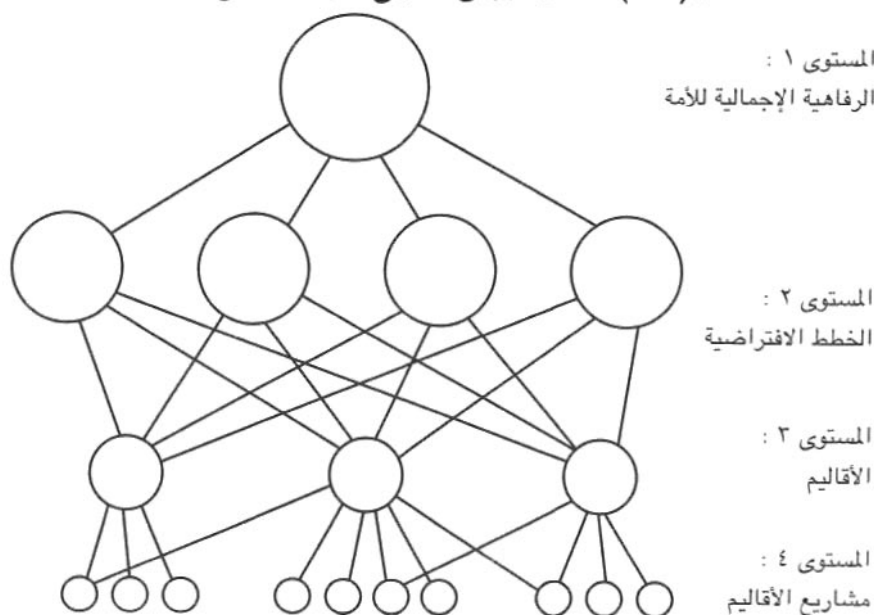 المستوى ١ :
الرفاهية الإجمالية للأمة
المستوى ٢ :
الخطط الافتراضية
المستوى ٣ :
الأقاليم
المستوى ٤ :
مشاريع الأقاليم